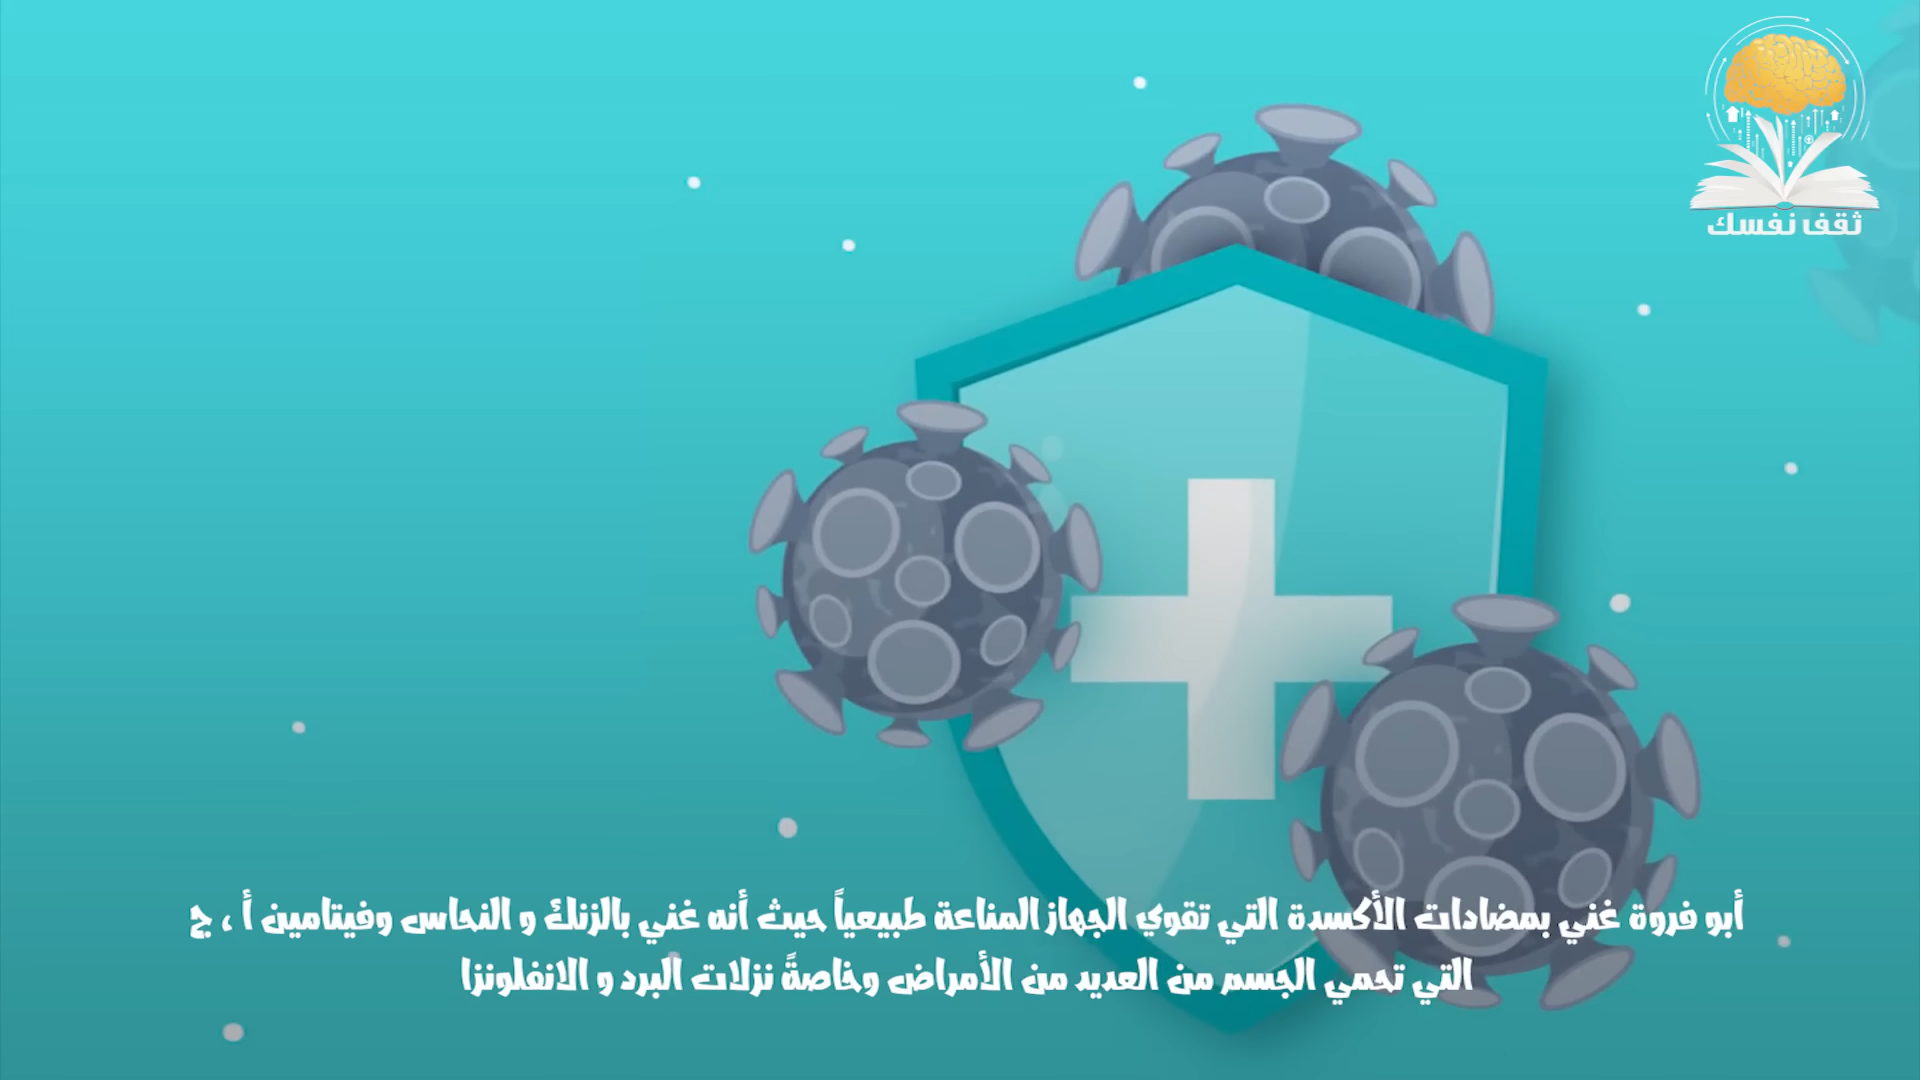 ثقف نفسك
أبو فروة غني بمضادات الأكسدة التي تقوي الجهاز المناعة طبيعياً حيث أنه غني بالزنك و النحاس وفيتامين أ ، ج
التي تحمي الجسم من العديد من الأمراض وخاصةً نزلات البرد و الانفلونزا